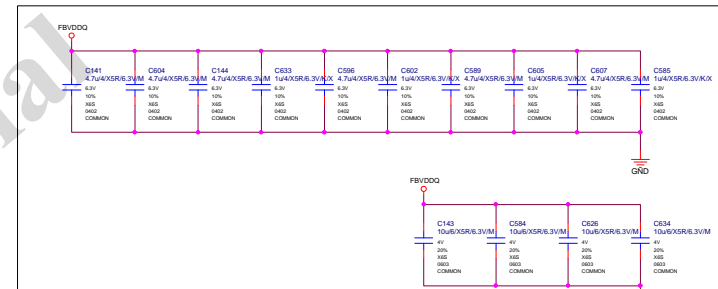 FBVDDQ
C141
4.7u/4/X5R/6.3V/M
6.3V
10%
X6S
0402
COMMON
C604
4.7u/4/X5R/6.3V/M
6.3V
10%
X6S
0402
COMMON
C144
4.7u/4/X5R/6.3V/M
6.3V
10%
X6S
0402
COMMON
C633
1u/4/X5R/6.3V/K/X
6.3V
10%
X6S
0402
COMMON
C596
4.7u/4/X5R/6.3V/M
6.3V
10%
X6S
0402
COMMON
C602
1u/4/X5R/6.3V/K/X
6.3V
10%
X6S
0402
COMMON
C589
4.7u/4/X5R/6.3V/M
6.3V
10%
X6S
0402
COMMON
C605
1u/4/X5R/6.3V/K/X
6.3V
10%
X6S
0402
COMMON
C607
4.7u/4/X5R/6.3V/M
6.3V
10%
X6S
0402
COMMON
C585
1u/4/X5R/6.3V/K/X
6.3V
10%
X6S
0402
COMMON
GND
FBVDDQ
C143
10u/6/X5R/6.3V/M
4V
20%
X6S
0603
COMMON
C584
10u/6/X5R/6.3V/M
4V
20%
X6S
0603
COMMON
C626
10u/6/X5R/6.3V/M
4V
20%
X6S
0603
COMMON
C634
10u/6/X5R/6.3V/M
4V
20%
X6S
0603
COMMON